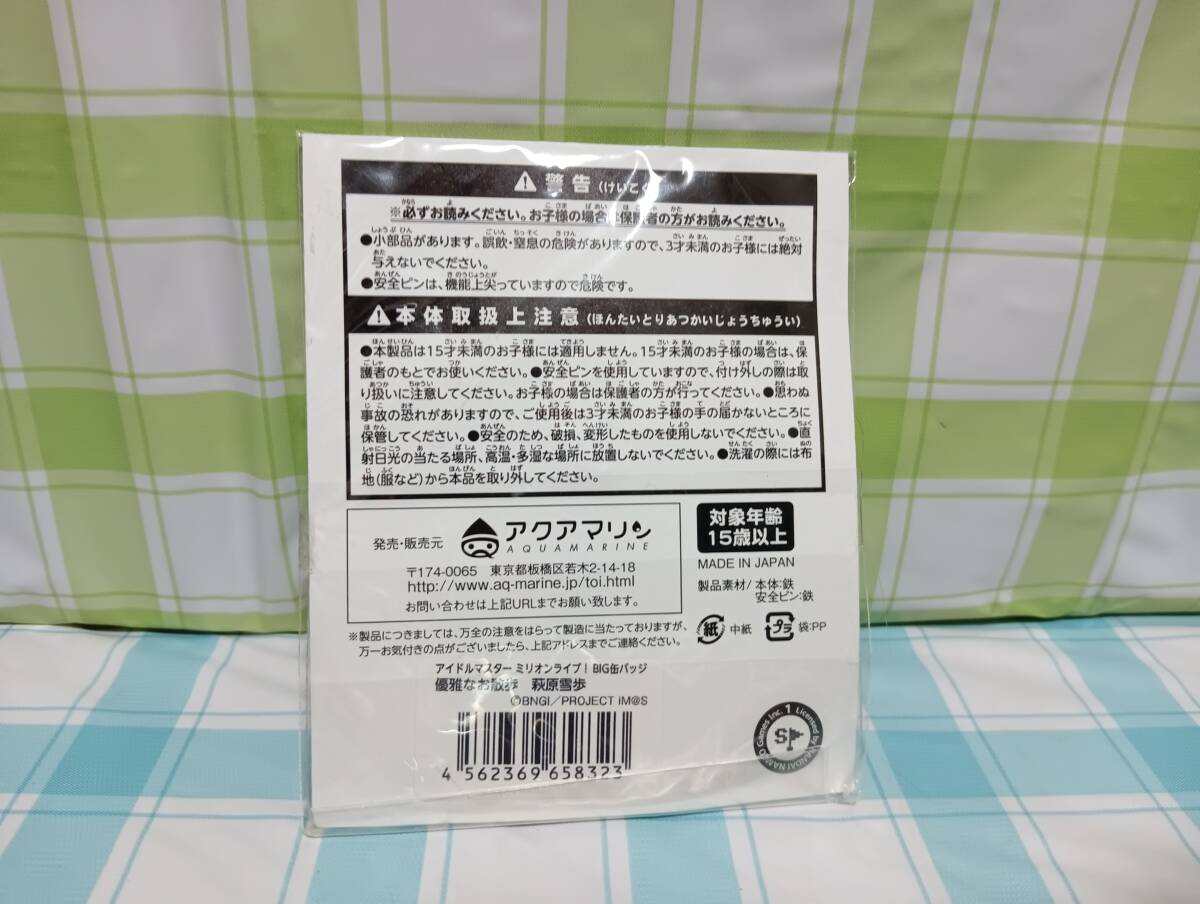 警告(けいこく)
※必ずお読みください。お子様の場合は保護者の方がお読みください。
●小部品があります。誤飲・窒息の危険がありますので、3才未満のお子様には絶対
与えないでください。
●安全ピンは、機能上尖っていますので危険です。
本体取扱上注意(ほんたいとりあつかいじょうちゅうい)
●本製品は15才未満のお子様には適用しません。15才未満のお子様の場合は、保
護者のもとでお使いください。●安全ピンを使用していますので、付け外しの際は取
り扱いに注意してください。お子様の場合は保護者の方が行ってください。●思わぬ
事故の恐れがありますので、ご使用後は3才未満のお子様の手の届かないところに
保管してください。●安全のため、破損、変形したものを使用しないでください。●直
射日光の当たる場所、高温・多湿な場所に放置しないでください。●洗濯の際には布
地(服など)から本品を取り外してください。
発売・販売元
アクアマリン
AQUAMARINE
〒174-0065 東京都板橋区若木2-14-18
http://www.aq-marine.jp/toi.html
お問い合わせは上記URLまでお願い致します。
対象年齢
15歳以上
MADE IN JAPAN
製品素材/本体:鉄
安全ピン:鉄
紙 中紙 プラ 袋:PP
※製品につきましては、万全の注意をはらって製造に当たっておりますが、
万一お気付きの点がございましたら、上記アドレスまでご連絡ください。
アイドルマスター ミリオンライブ! BIG缶バッジ
優雅なお散歩 萩原雪歩
©BNGI/PROJECT iM@S
4 562369 658323
Licensed by BANDAI NAMCO Games Inc. 1